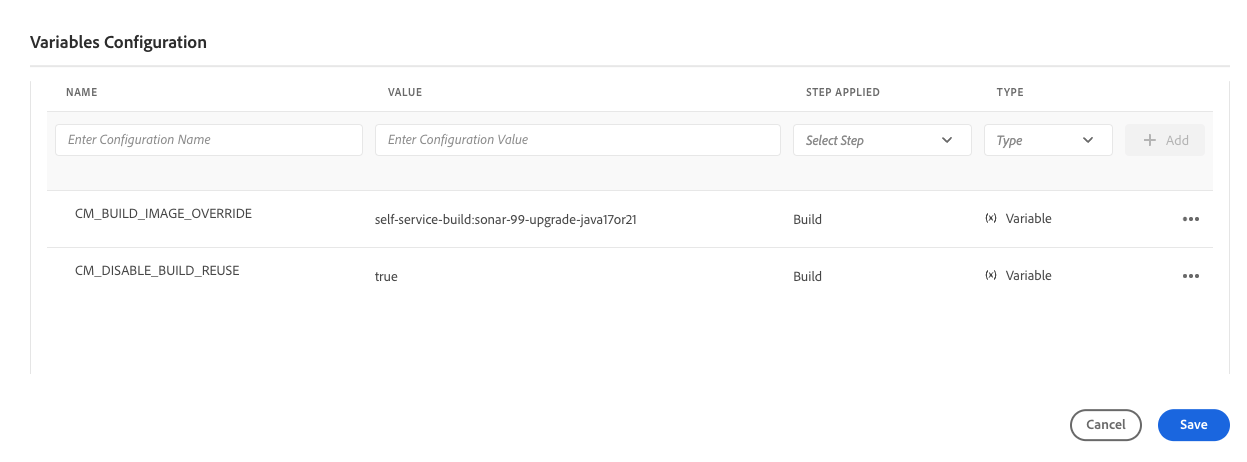 Variables Configuration
NAME VALUE STEP APPLIED TYPE
Enter Configuration Name Enter Configuration Value Select Step Type Add
CM_BUILD_IMAGE_OVERRIDE self-service-build:sonar-99-upgrade-java17or21 Build (x) Variable
CM_DISABLE_BUILD_REUSE true Build (x) Variable
Cancel Save